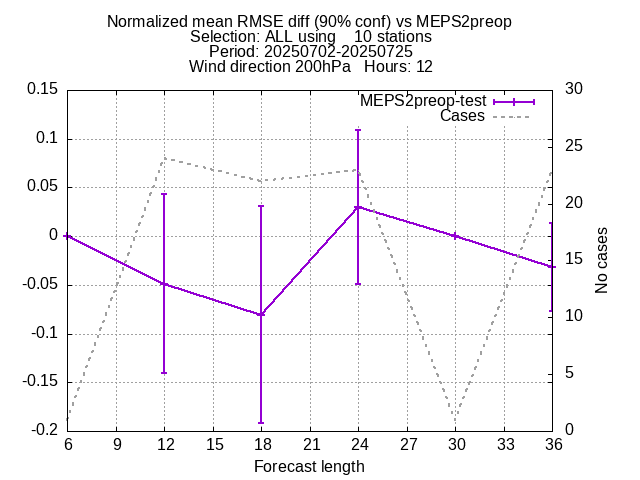 Normalized mean RMSE diff (90% conf) vs MEPS2preop
Selection: ALL using    10 stations
Period: 20250702-20250725
Wind direction 200hPa   Hours: 12
MEPS2preop-test
Cases
0.15
0.1
0.05
0
-0.05
-0.1
-0.15
-0.2
30
25
20
15
10
5
0
No cases
6 9 12 15 18 21 24 27 30 33 36
Forecast length